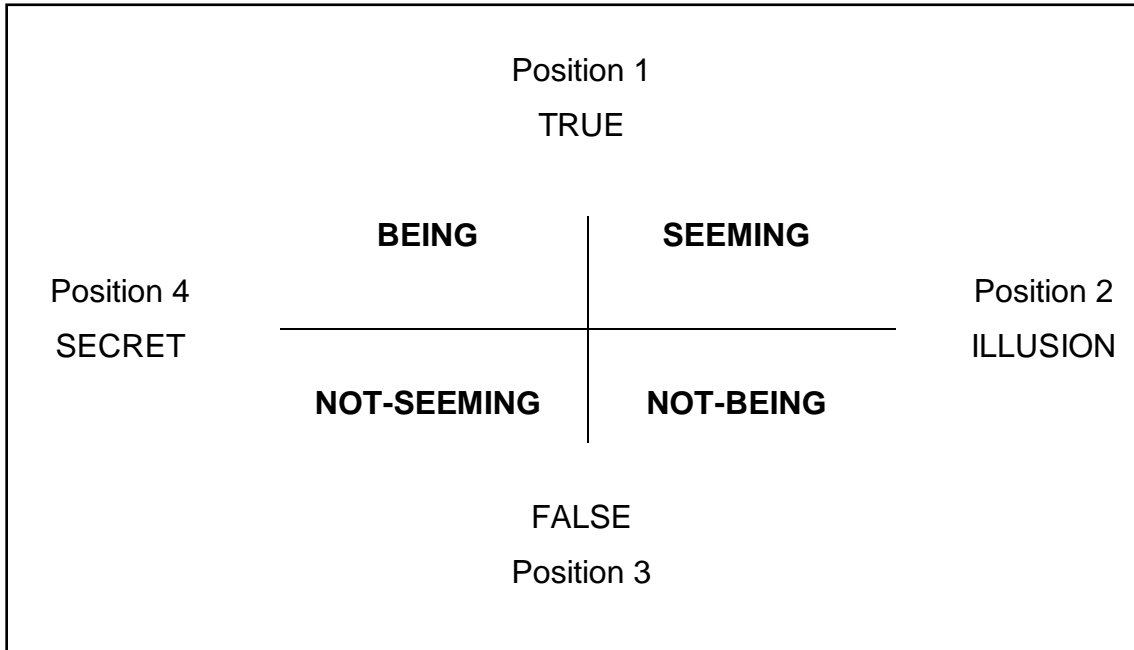 Position 1
TRUE
BEING SEEMING
Position 4 Position 2
SECRET ILLUSION
NOT-SEEMING NOT-BEING
FALSE
Position 3